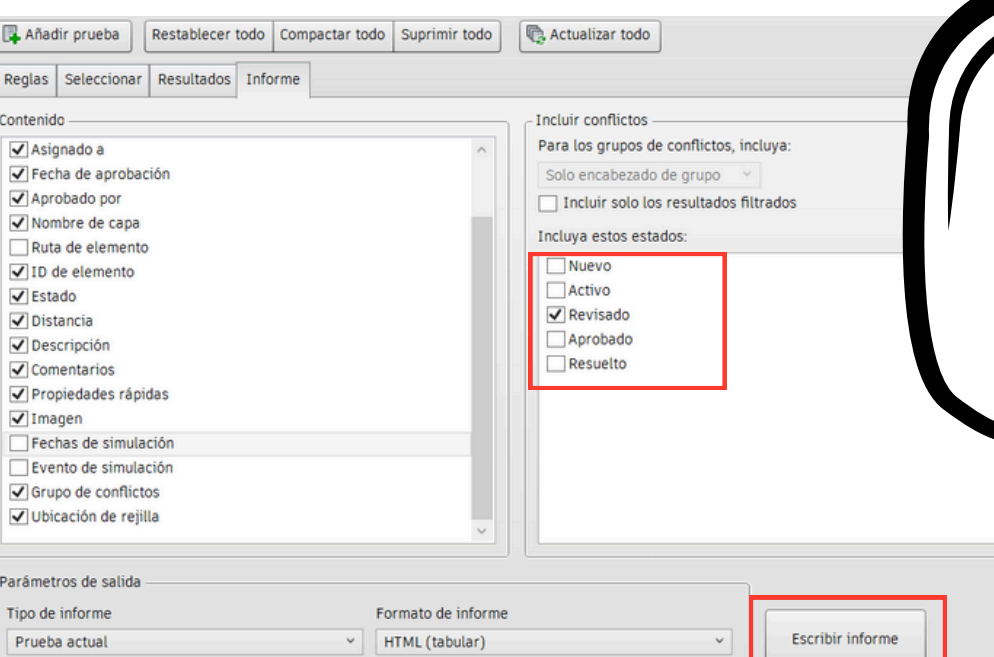 Añadir prueba
Restablecer todo
Compactar todo
Suprimir todo
Actualizar todo
Reglas
Seleccionar
Resultados
Informe
Contenido
Asignado a
Fecha de aprobación
Aprobado por
Nombre de capa
Ruta de elemento
ID de elemento
Estado
Distancia
Descripción
Comentarios
Propiedades rápidas
Imagen
Fechas de simulación
Evento de simulación
Grupo de conflictos
Ubicación de rejilla
Incluir conflictos
Para los grupos de conflictos, incluya:
Solo encabezado de grupo
Incluir solo los resultados filtrados
Incluya estos estados:
Nuevo
Activo
Revisado
Aprobado
Resuelto
Parámetros de salida
Tipo de informe
Prueba actual
Formato de informe
HTML (tabular)
Escribir informe